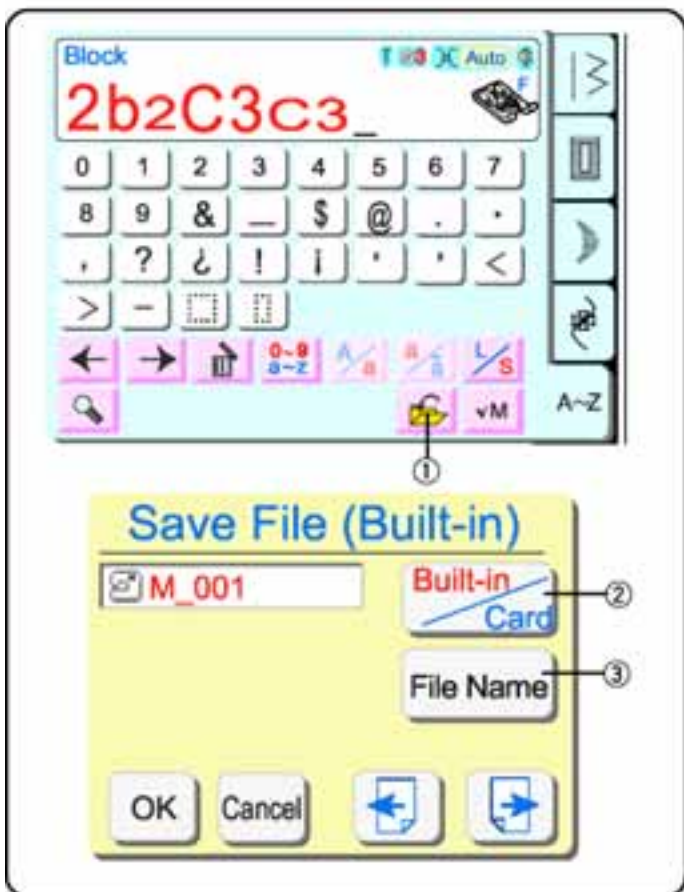 Block Auto
2b2C3C3_ F
0 1 2 3 4 5 6 7
8 9 & _ $ @ . ·
, ? ¿ ! ¡ ' ' <
> -
0~9 A/a a/ä L/S
a~z
√M A~Z
①
Save File (Built-in)
M_001 Built-in
Card ②
File Name ③
OK Cancel